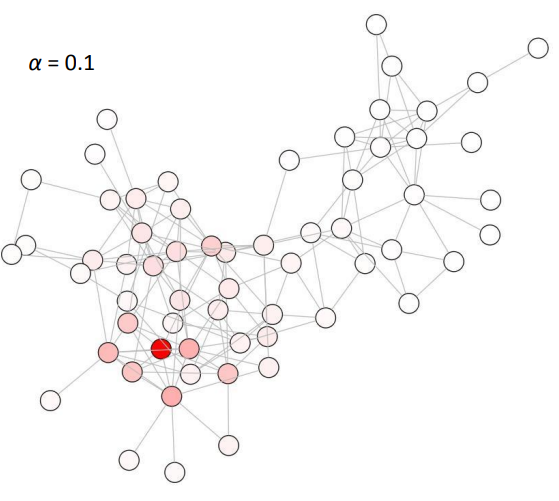 α = 0.1